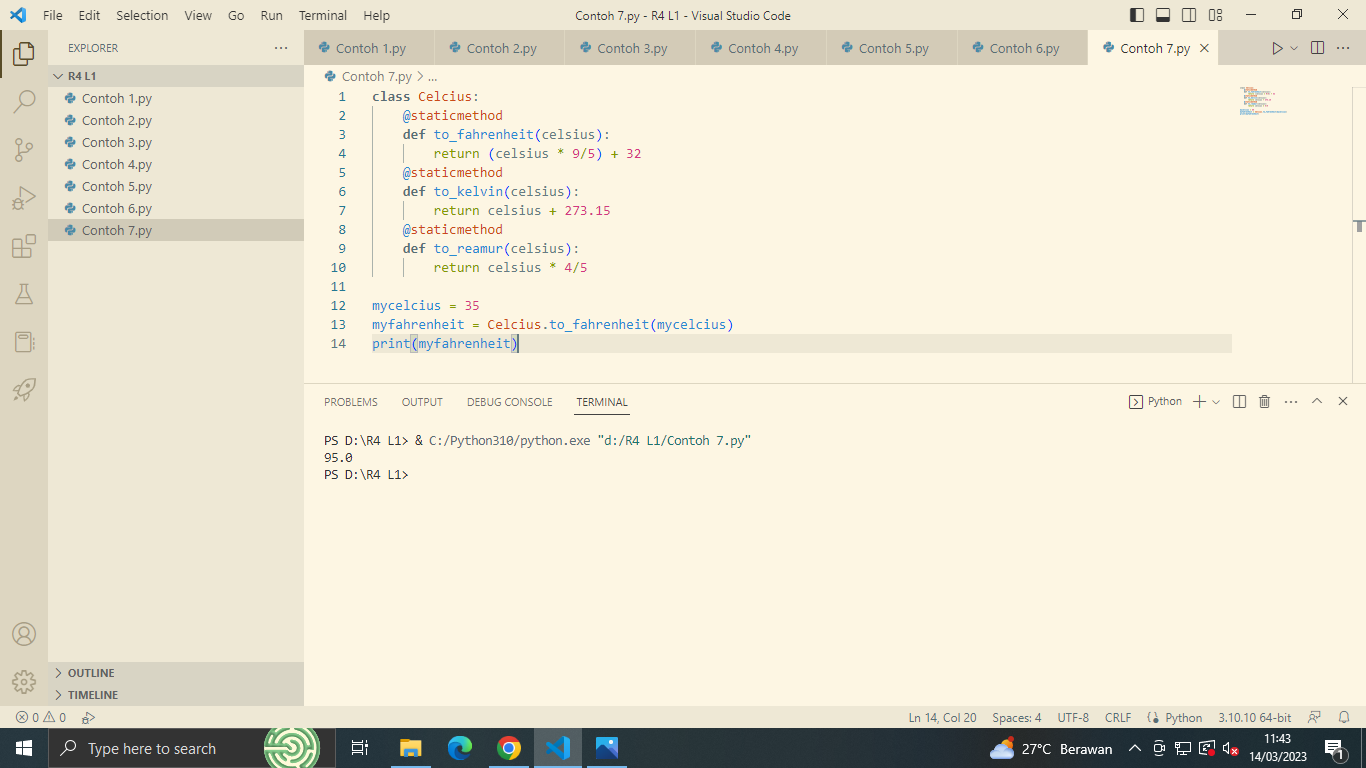 File Edit Selection View Go Run Terminal Help Contoh 7.py - R4 L1 - Visual Studio Code
EXPLORER
R4 L1
Contoh 1.py
Contoh 2.py
Contoh 3.py
Contoh 4.py
Contoh 5.py
Contoh 6.py
Contoh 7.py
OUTLINE
TIMELINE
Contoh 1.py Contoh 2.py Contoh 3.py Contoh 4.py Contoh 5.py Contoh 6.py Contoh 7.py
Contoh 7.py > ...
1 class Celcius:
2 @staticmethod
3 def to_fahrenheit(celsius):
4 return (celsius * 9/5) + 32
5 @staticmethod
6 def to_kelvin(celsius):
7 return celsius + 273.15
8 @staticmethod
9 def to_reamur(celsius):
10 return celsius * 4/5
11
12 mycelcius = 35
13 myfahrenheit = Celcius.to_fahrenheit(mycelcius)
14 print(myfahrenheit)
PROBLEMS OUTPUT DEBUG CONSOLE TERMINAL Python
PS D:\R4 L1> & C:/Python310/python.exe "d:/R4 L1/Contoh 7.py"
95.0
PS D:\R4 L1>
0 0 Ln 14, Col 20 Spaces: 4 UTF-8 CRLF Python 3.10.10 64-bit
Type here to search 27°C Berawan 11:43
14/03/2023 1